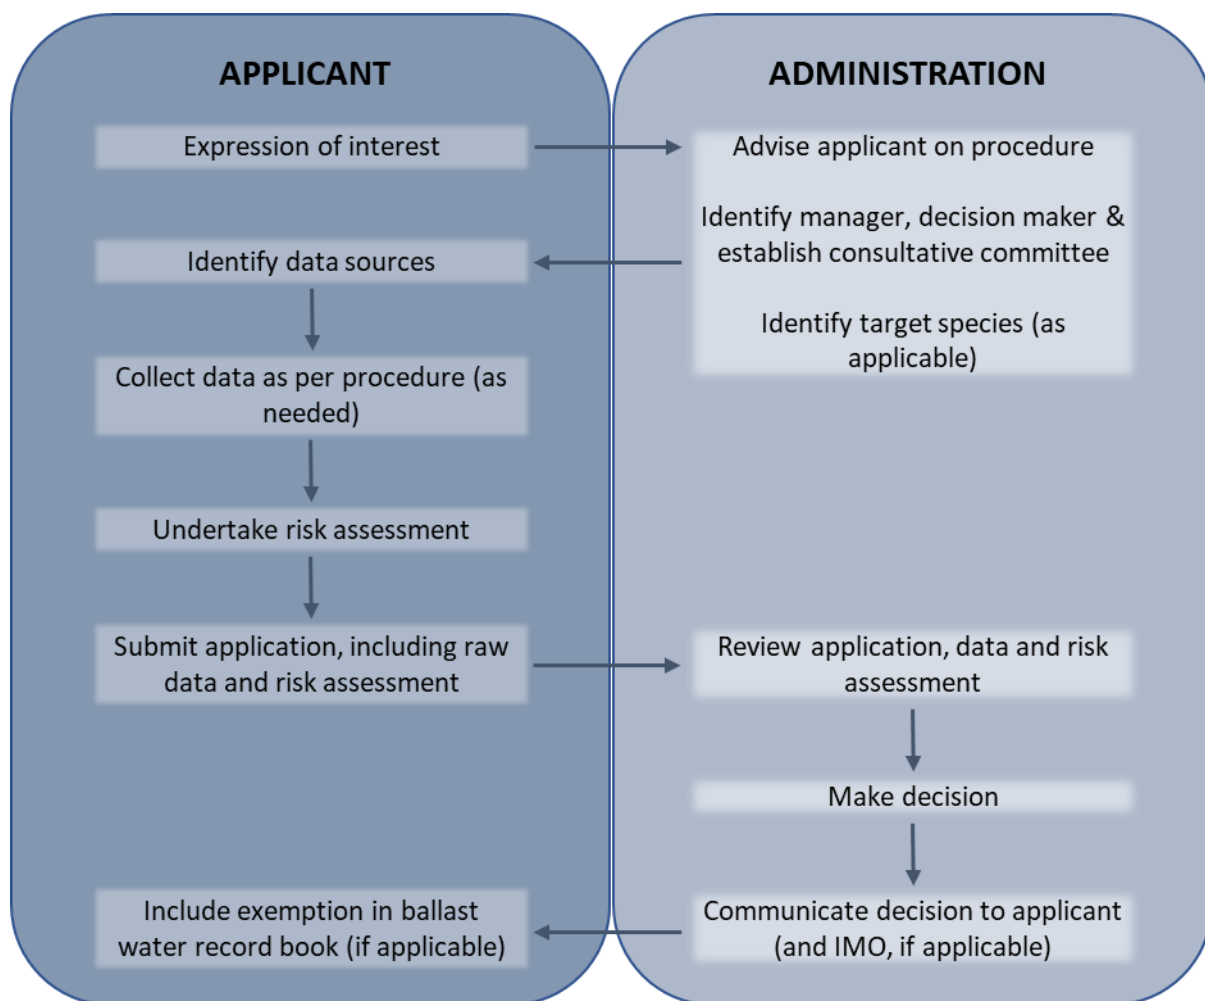 APPLICANT
Expression of interest
Identify data sources
Collect data as per procedure (as
needed)
Undertake risk assessment
Submit application, including raw
data and risk assessment
Include exemption in ballast
water record book (if applicable)
ADMINISTRATION
Advise applicant on procedure
Identify manager, decision maker &
establish consultative committee
Identify target species (as
applicable)
Review application, data and risk
assessment
Make decision
Communicate decision to applicant
(and IMO, if applicable)